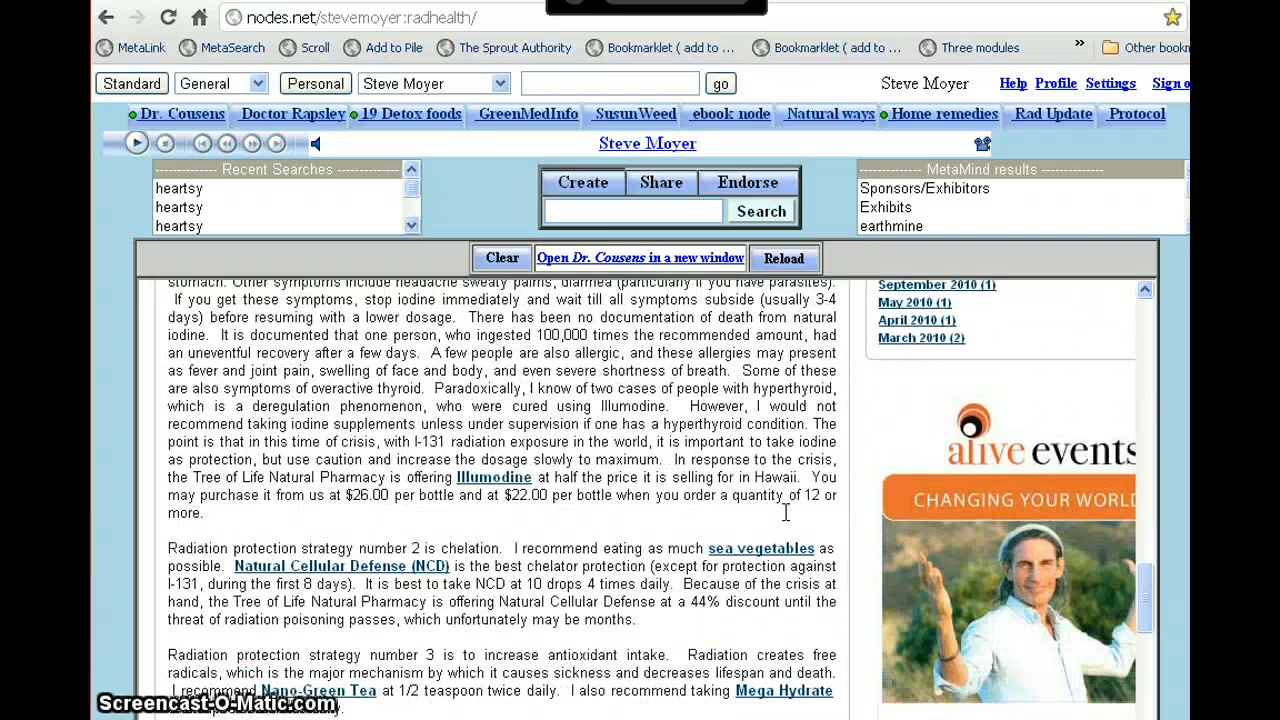 nodes.net/stevemoyer:radhealth/
MetaLink MetaSearch Scroll Add to Pile The Sprout Authority Bookmarklet ( add to ... Bookmarklet ( add to ... Three modules » Other bookm
Standard General Personal Steve Moyer go Steve Moyer Help Profile Settings Sign o
Dr. Cousens Doctor Rapsley 19 Detox foods GreenMedInfo SusunWeed ebook node Natural ways Home remedies Rad Update Protocol
Steve Moyer
------------- Recent Searches -------------
heartsy
heartsy
heartsy
Create Share Endorse
Search
------------- MetaMind results -------------
Sponsors/Exhibitors
Exhibits
earthmine
Clear Open Dr. Cousens in a new window Reload
stomach. Other symptoms include headache sweaty palms, diarrhea (particularly if you have parasites).
If you get these symptoms, stop iodine immediately and wait till all symptoms subside (usually 3-4
days) before resuming with a lower dosage. There has been no documentation of death from natural
iodine. It is documented that one person, who ingested 100,000 times the recommended amount, had
an uneventful recovery after a few days. A few people are also allergic, and these allergies may present
as fever and joint pain, swelling of face and body, and even severe shortness of breath. Some of these
are also symptoms of overactive thyroid. Paradoxically, I know of two cases of people with hyperthyroid,
which is a deregulation phenomenon, who were cured using Illumodine. However, I would not
recommend taking iodine supplements unless under supervision if one has a hyperthyroid condition. The
point is that in this time of crisis, with I-131 radiation exposure in the world, it is important to take iodine
as protection, but use caution and increase the dosage slowly to maximum. In response to the crisis,
the Tree of Life Natural Pharmacy is offering Illumodine at half the price it is selling for in Hawaii. You
may purchase it from us at $26.00 per bottle and at $22.00 per bottle when you order a quantity of 12 or
more.
Radiation protection strategy number 2 is chelation. I recommend eating as much sea vegetables as
possible. Natural Cellular Defense (NCD) is the best chelator protection (except for protection against
I-131, during the first 8 days). It is best to take NCD at 10 drops 4 times daily. Because of the crisis at
hand, the Tree of Life Natural Pharmacy is offering Natural Cellular Defense at a 44% discount until the
threat of radiation poisoning passes, which unfortunately may be months.
Radiation protection strategy number 3 is to increase antioxidant intake. Radiation creates free
radicals, which is the major mechanism by which it causes sickness and decreases lifespan and death.
I recommend Nano-Green Tea at 1/2 teaspoon twice daily. I also recommend taking Mega Hydrate
September 2010 (1)
May 2010 (1)
April 2010 (1)
March 2010 (2)
alive events
CHANGING YOUR WORLD
Screencast-O-Matic.com